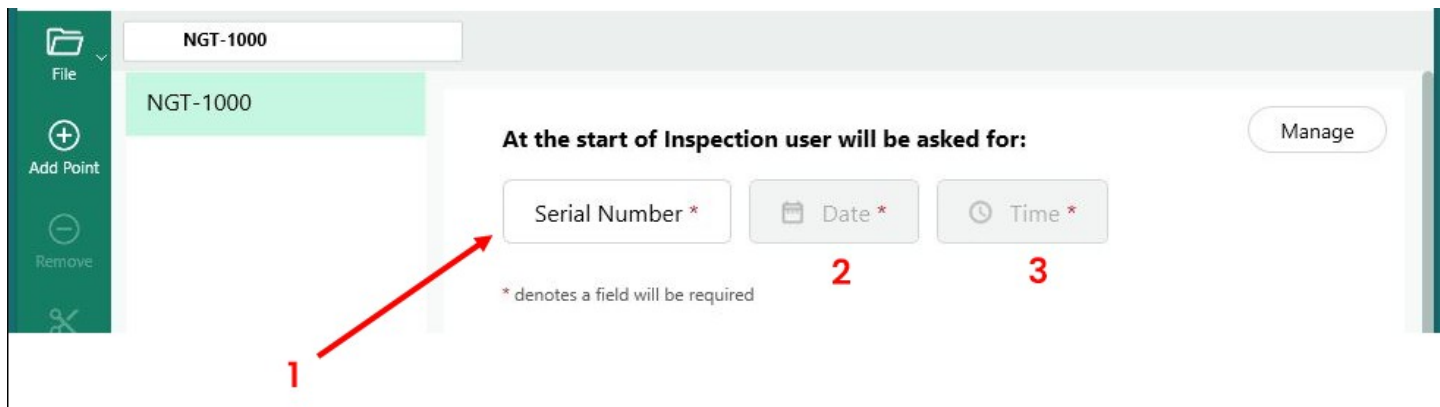 File
NGT-1000
NGT-1000
Add Point
Remove
At the start of Inspection user will be asked for:
Manage
Serial Number *
Date *
Time *
2
3
* denotes a field will be required
1